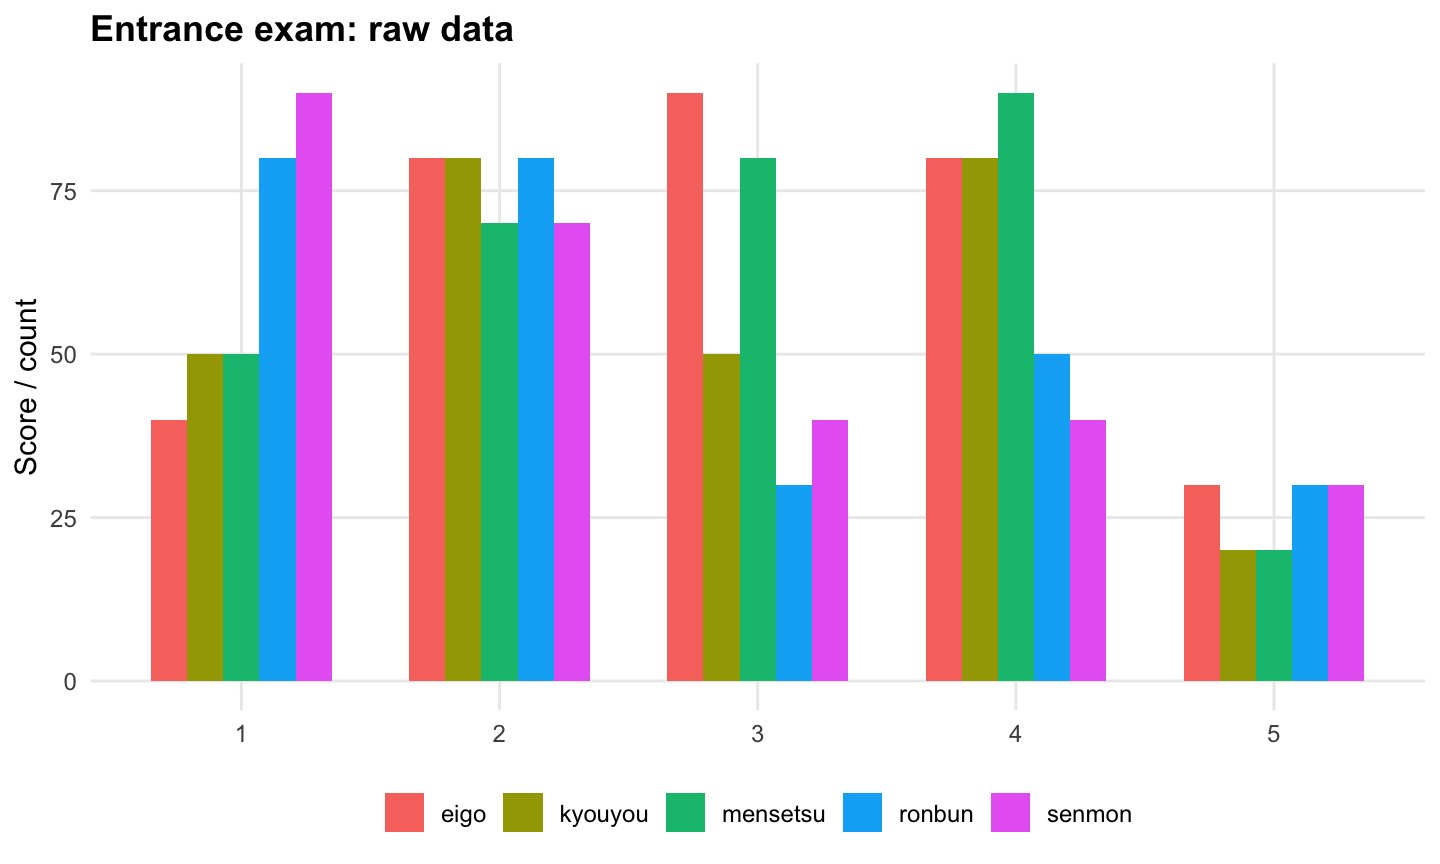 Entrance exam: raw data
Score / count
75
50
25
0
1 2 3 4 5
eigo kyouyou mensetsu ronbun senmon